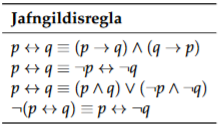 Jafngildisregla
p ↔ q ≡ (p → q) ∧ (q → p)
p ↔ q ≡ ¬p ↔ ¬q
p ↔ q ≡ (p ∧ q) ∨ (¬p ∧ ¬q)
¬(p ↔ q) ≡ p ↔ ¬q